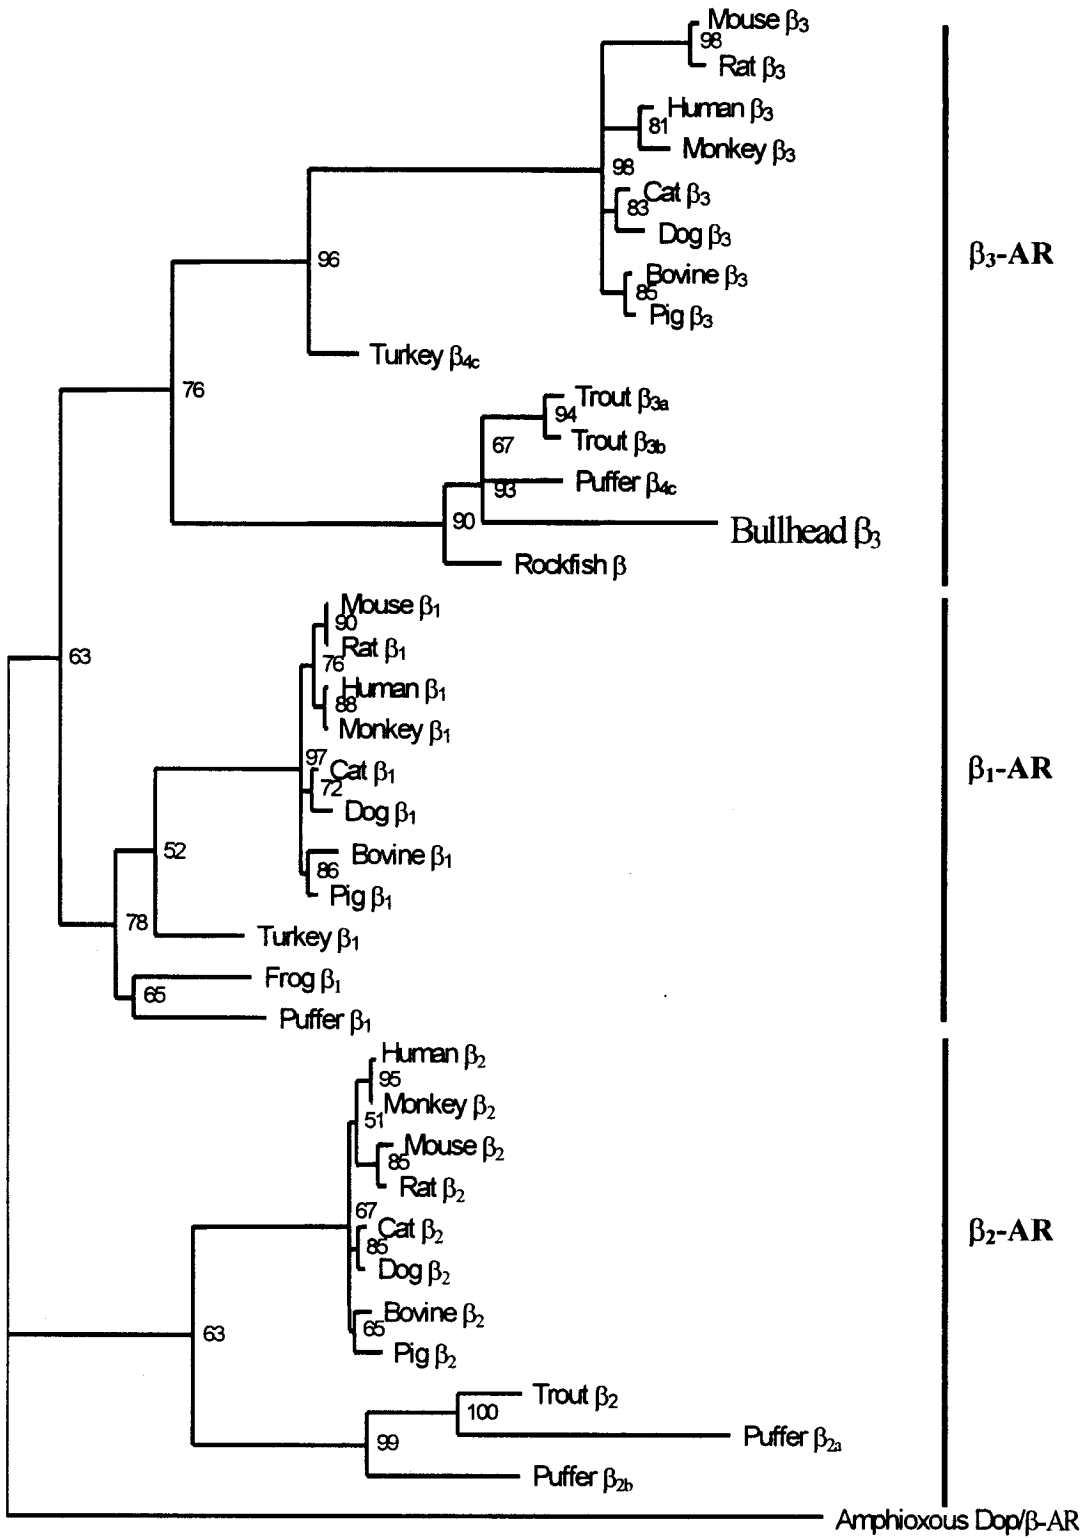 Mouse β3
98
Rat β3
Human β3
81
Monkey β3
98
Cat β3
83
Dog β3
β3-AR
Bovine β3
85
Pig β3
96
Turkey β4c
76
Trout β3a
94
Trout β3b
67
Puffer β4c
93
90
Bullhead β3
Rockfish β
Mouse β1
90
Rat β1
76
63
Human β1
88
Monkey β1
97
Cat β1
72
β1-AR
Dog β1
52
Bovine β1
86
Pig β1
78
Turkey β1
Frog β1
65
Puffer β1
Human β2
95
Monkey β2
51
Mouse β2
85
Rat β2
67
Cat β2
85
β2-AR
Dog β2
Bovine β2
65
63
Pig β2
Trout β2
100
99
Puffer β2a
Puffer β2b
Amphioxous Dop/β-AR